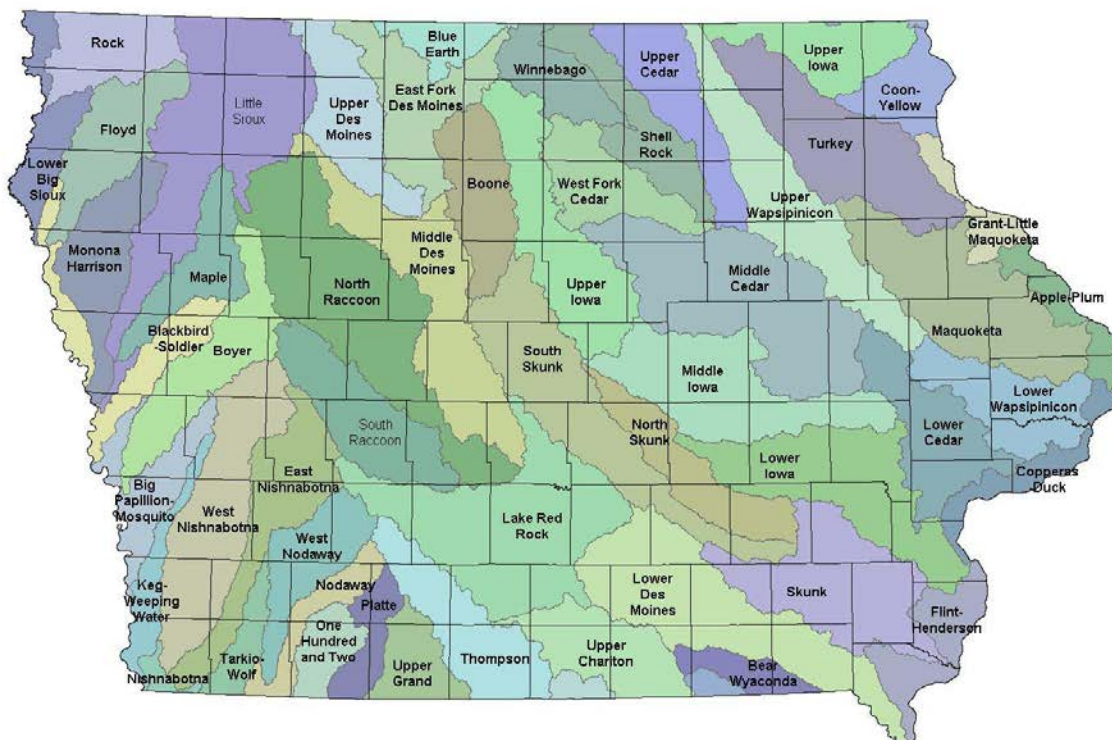 Rock
Blue
Earth
Upper
Iowa
Upper
Cedar
Winnebago
Coon-
Yellow
East Fork
Des Moines
Little
Sioux
Upper
Des Moines
Floyd
Shell
Rock
Turkey
Lower
Big
Sioux
Boone
West Fork
Cedar
Upper
Wapsipinicon
Grant-Little
Maquoketa
Monona
Harrison
Middle
Des
Moines
Maple
North
Raccoon
Upper
Iowa
Middle
Cedar
Apple-Plum
Blackbird-
Soldier
Boyer
Maquoketa
South
Skunk
Middle
Iowa
Lower
Wapsipinicon
South
Raccoon
North
Skunk
Lower
Cedar
Lower
Iowa
East
Nishnabotna
Copperas
Duck
Big
Papillion-
Mosquito
West
Nishnabotna
Lake Red
Rock
West
Nodaway
Keg-
Weeping
Water
Nodaway
Lower
Des
Moines
Skunk
Platte
Flint-
Henderson
One
Hundred
and Two
Thompson
Upper
Chariton
Bear
Wyaconda
Nishnabotna
Tarkio-
Wolf
Upper
Grand